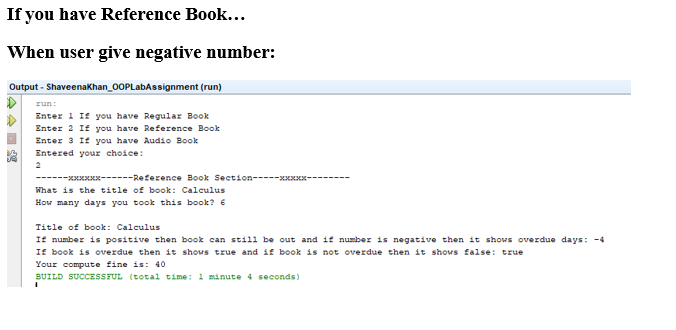 If you have Reference Book…
When user give negative number:
Output - ShaveenaKhan_OOPLabAssignment (run)
run:
Enter 1 If you have Regular Book
Enter 2 If you have Reference Book
Enter 3 If you have Audio Book
Entered your choice:
2
------xxxxxx------Reference Book Section-----xxxxx--------
What is the title of book: Calculus
How many days you took this book? 6
Title of book: Calculus
If number is positive then book can still be out and if number is negative then it shows overdue days: -4
If book is overdue then it shows true and if book is not overdue then it shows false: true
Your compute fine is: 40
BUILD SUCCESSFUL (total time: 1 minute 4 seconds)